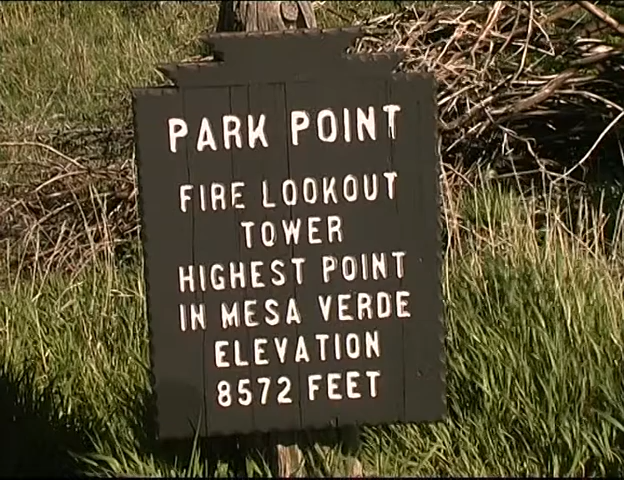 PARK POINT
FIRE LOOKOUT
TOWER
HIGHEST POINT
IN MESA VERDE
ELEVATION
8572 FEET